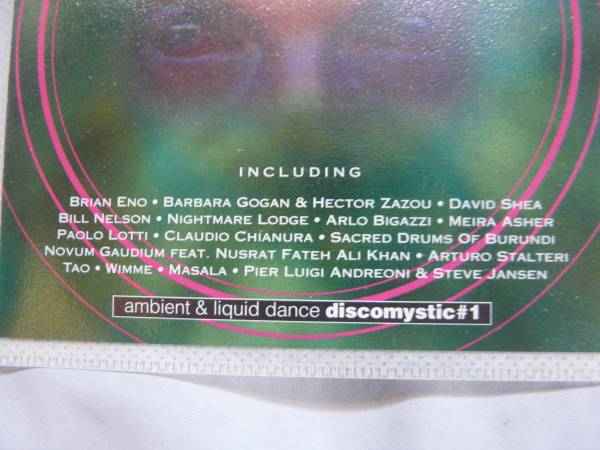 INCLUDING
BRIAN ENO • BARBARA GOGAN & HECTOR ZAZOU • DAVID SHEA
BILL NELSON • NIGHTMARE LODGE • ARLO BIGAZZI • MEIRA ASHER
PAOLO LOTTI • CLAUDIO CHIANURA • SACRED DRUMS OF BURUNDI
NOVUM GAUDIUM FEAT. NUSRAT FATEH ALI KHAN • ARTURO STALTERI
TAO • WIMME • MASALA • PIER LUIGI ANDREONI & STEVE JANSEN
ambient & liquid dance discomystic#1